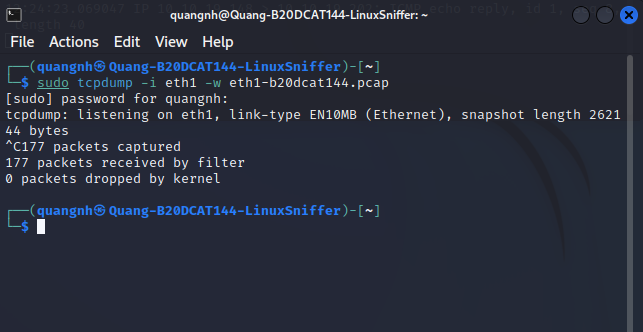 quangnh@Quang-B20DCAT144-LinuxSniffer: ~
File Actions Edit View Help
┌──(quangnh㉿Quang-B20DCAT144-LinuxSniffer)-[~]
└─$ sudo tcpdump -i eth1 -w eth1-b20dcat144.pcap
[sudo] password for quangnh:
tcpdump: listening on eth1, link-type EN10MB (Ethernet), snapshot length 2621
44 bytes
^C177 packets captured
177 packets received by filter
0 packets dropped by kernel
┌──(quangnh㉿Quang-B20DCAT144-LinuxSniffer)-[~]
└─$